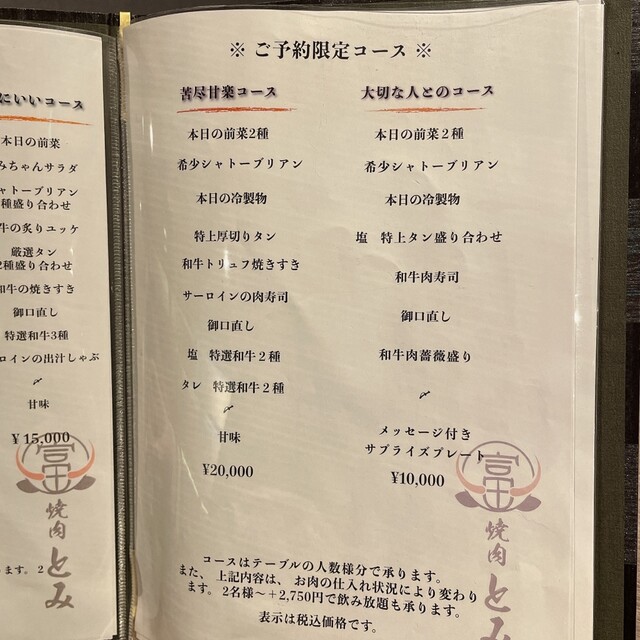 にいいコース
本日の前菜
みちゃんサラダ
ャトーブリアン
種盛り合わせ
牛の炙りユッケ
厳選タン
2種盛り合わせ
和牛の焼きすき
御口直し
特選和牛3種
ロインの出汁しゃぶ
〆
甘味
¥15,000
焼肉とみ
ます。2
※ ご予約限定コース ※
苦尽甘楽コース
本日の前菜2種
希少シャトーブリアン
本日の冷製物
特上厚切りタン
和牛トリュフ焼きすき
サーロインの肉寿司
御口直し
塩 特選和牛2種
タレ 特選和牛2種
〆
甘味
¥20,000
大切な人とのコース
本日の前菜2種
希少シャトーブリアン
本日の冷製物
塩 特上タン盛り合わせ
和牛肉寿司
御口直し
和牛肉薔薇盛り
〆
メッセージ付き
サプライズプレート
¥10,000
焼肉とみ
コースはテーブルの人数様分で承ります。
また、上記内容は、お肉の仕入れ状況により変わり
ます。2名様~+2,750円で飲み放題も承ります。
表示は税込価格です。